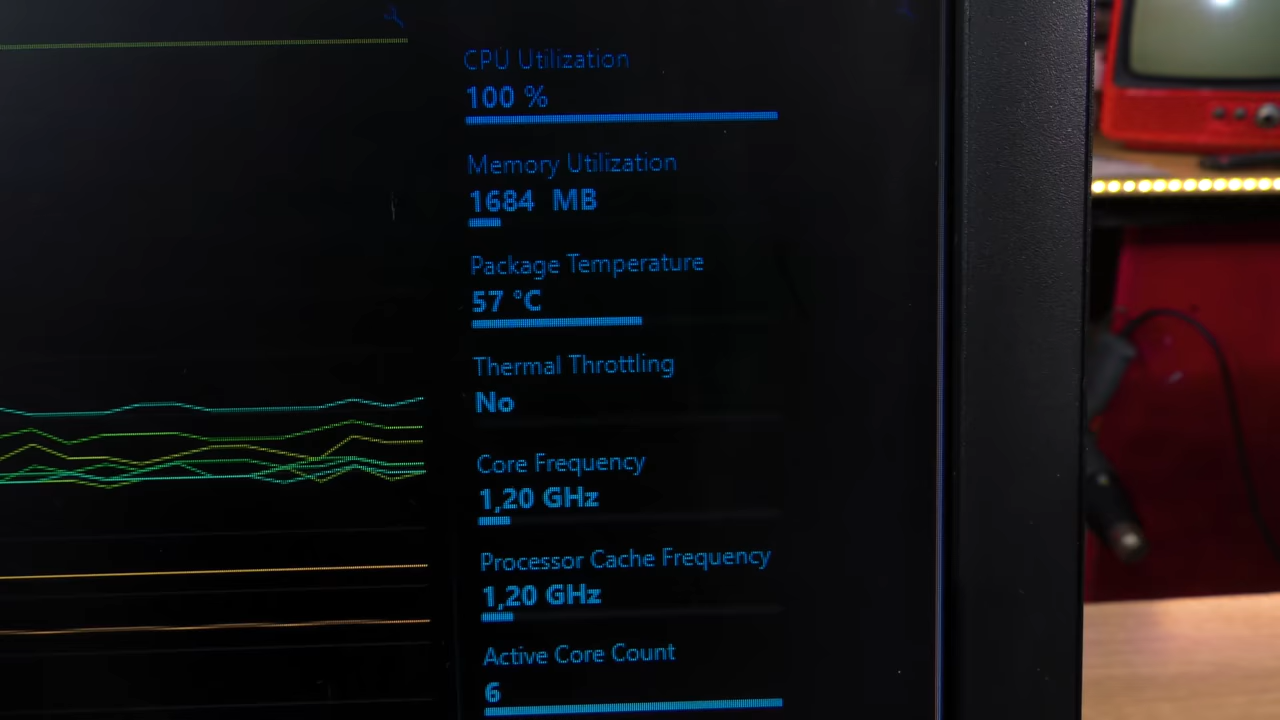 CPU Utilization
100 %
Memory Utilization
1684 MB
Package Temperature
57 °C
Thermal Throttling
No
Core Frequency
1,20 GHz
Processor Cache Frequency
1,20 GHz
Active Core Count
6